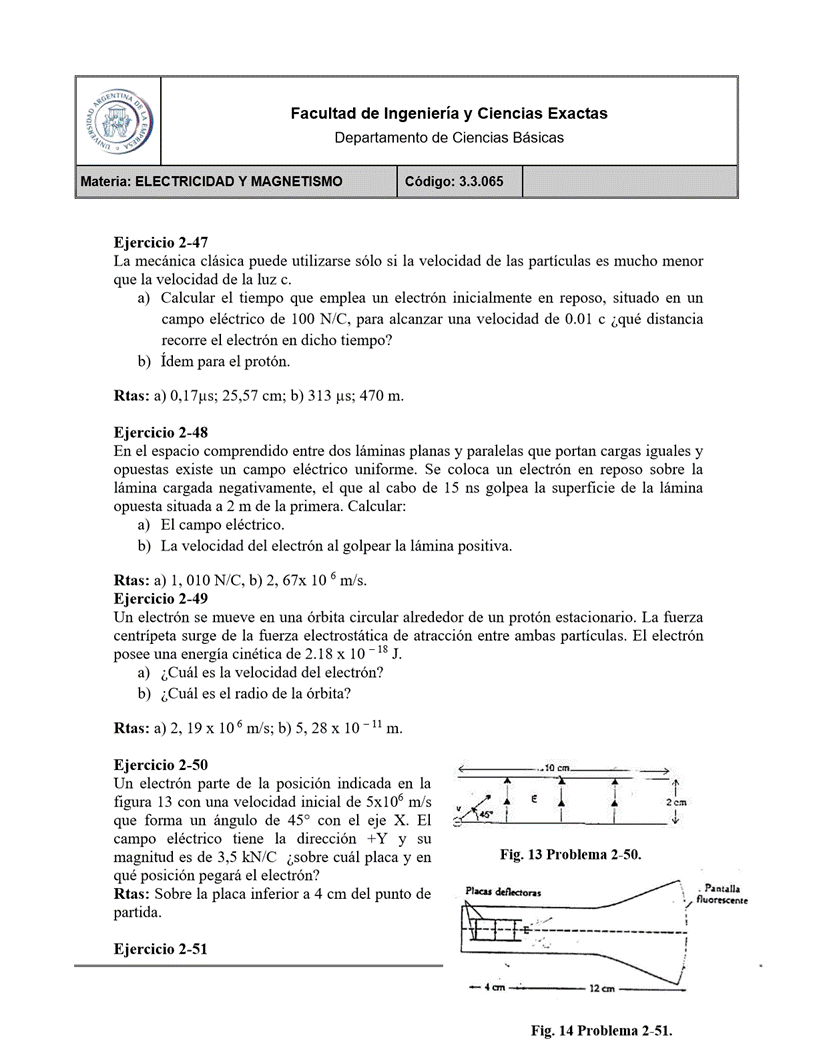 UNIVERSIDAD ARGENTINA DE LA EMPRESA
Facultad de Ingeniería y Ciencias Exactas
Departamento de Ciencias Básicas
Materia: ELECTRICIDAD Y MAGNETISMO
Código: 3.3.065
Ejercicio 2-47
La mecánica clásica puede utilizarse sólo si la velocidad de las partículas es mucho menor
que la velocidad de la luz c.
a) Calcular el tiempo que emplea un electrón inicialmente en reposo, situado en un
campo eléctrico de 100 N/C, para alcanzar una velocidad de 0.01 c ¿qué distancia
recorre el electrón en dicho tiempo?
b) Ídem para el protón.
Rtas: a) 0,17µs; 25,57 cm; b) 313 µs; 470 m.
Ejercicio 2-48
En el espacio comprendido entre dos láminas planas y paralelas que portan cargas iguales y
opuestas existe un campo eléctrico uniforme. Se coloca un electrón en reposo sobre la
lámina cargada negativamente, el que al cabo de 15 ns golpea la superficie de la lámina
opuesta situada a 2 m de la primera. Calcular:
a) El campo eléctrico.
b) La velocidad del electrón al golpear la lámina positiva.
Rtas: a) 1, 010 N/C, b) 2, 67x 10 ⁶ m/s.
Ejercicio 2-49
Un electrón se mueve en una órbita circular alrededor de un protón estacionario. La fuerza
centrípeta surge de la fuerza electrostática de atracción entre ambas partículas. El electrón
posee una energía cinética de 2.18 x 10 ⁻ ¹⁸ J.
a) ¿Cuál es la velocidad del electrón?
b) ¿Cuál es el radio de la órbita?
Rtas: a) 2, 19 x 10 ⁶ m/s; b) 5, 28 x 10 ⁻ ¹¹ m.
Ejercicio 2-50
Un electrón parte de la posición indicada en la
figura 13 con una velocidad inicial de 5x10⁶ m/s
que forma un ángulo de 45° con el eje X. El
campo eléctrico tiene la dirección +Y y su
magnitud es de 3,5 kN/C ¿sobre cuál placa y en
qué posición pegará el electrón?
Rtas: Sobre la placa inferior a 4 cm del punto de
partida.
10 cm
E
2 cm
v
45°
Fig. 13 Problema 2-50.
Placas deflectoras
Pantalla
fluorescente
E
4 cm
12 cm
Ejercicio 2-51
Fig. 14 Problema 2-51.